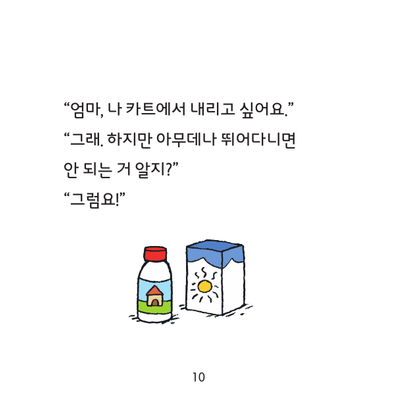 “엄마, 나 카트에서 내리고 싶어요.”
“그래. 하지만 아무데나 뛰어다니면
안 되는 거 알지?”
“그럼요!”
10